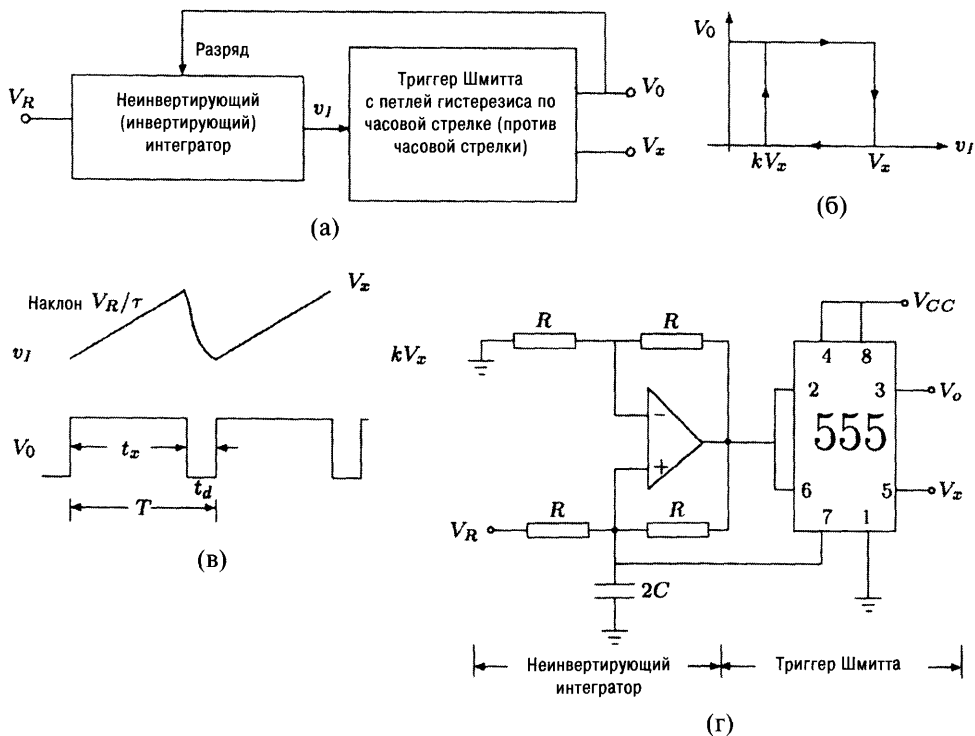 Разряд
V_R
Неинвертирующий
(инвертирующий)
интегратор
v_I
Триггер Шмитта
с петлей гистерезиса по
часовой стрелке (против
часовой стрелки)
V_0
V_x
(а)
V_0
kV_x
V_x
v_I
(б)
Наклон V_R/τ
V_x
v_I
kV_x
V_0
t_x
t_d
T
(в)
R
R
−
+
V_R
R
R
2C
V_CC
4 8
2 3
555
6 5
7 1
V_o
V_x
Неинвертирующий
интегратор
Триггер Шмитта
(г)